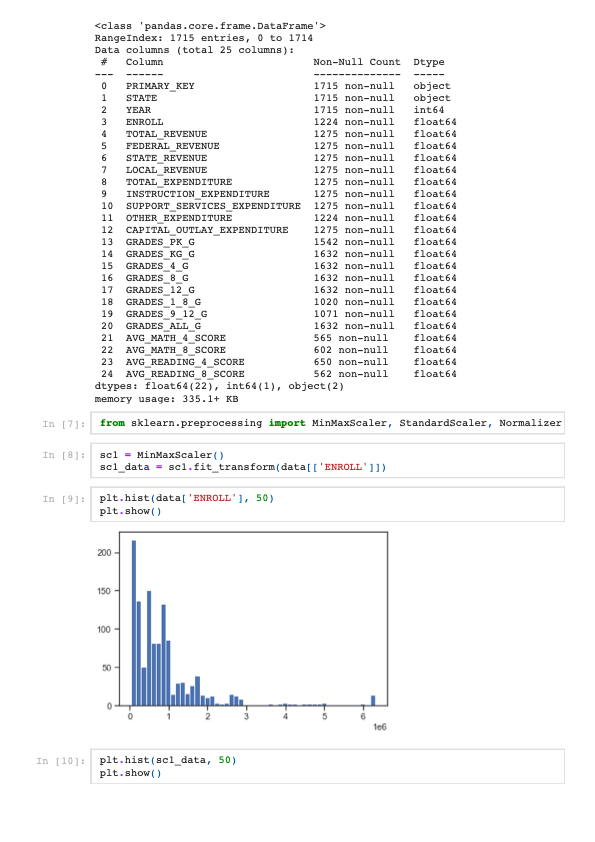 <class 'pandas.core.frame.DataFrame'>
RangeIndex: 1715 entries, 0 to 1714
Data columns (total 25 columns):
 #   Column                        Non-Null Count  Dtype
---  ------                        --------------  -----
 0   PRIMARY_KEY                   1715 non-null   object
 1   STATE                         1715 non-null   object
 2   YEAR                          1715 non-null   int64
 3   ENROLL                        1224 non-null   float64
 4   TOTAL_REVENUE                 1275 non-null   float64
 5   FEDERAL_REVENUE               1275 non-null   float64
 6   STATE_REVENUE                 1275 non-null   float64
 7   LOCAL_REVENUE                 1275 non-null   float64
 8   TOTAL_EXPENDITURE             1275 non-null   float64
 9   INSTRUCTION_EXPENDITURE       1275 non-null   float64
 10  SUPPORT_SERVICES_EXPENDITURE  1275 non-null   float64
 11  OTHER_EXPENDITURE             1224 non-null   float64
 12  CAPITAL_OUTLAY_EXPENDITURE    1275 non-null   float64
 13  GRADES_PK_G                   1542 non-null   float64
 14  GRADES_KG_G                   1632 non-null   float64
 15  GRADES_4_G                    1632 non-null   float64
 16  GRADES_8_G                    1632 non-null   float64
 17  GRADES_12_G                   1632 non-null   float64
 18  GRADES_1_8_G                  1020 non-null   float64
 19  GRADES_9_12_G                 1071 non-null   float64
 20  GRADES_ALL_G                  1632 non-null   float64
 21  AVG_MATH_4_SCORE              565 non-null    float64
 22  AVG_MATH_8_SCORE              602 non-null    float64
 23  AVG_READING_4_SCORE           650 non-null    float64
 24  AVG_READING_8_SCORE           562 non-null    float64
dtypes: float64(22), int64(1), object(2)
memory usage: 335.1+ KB
In [7]: from sklearn.preprocessing import MinMaxScaler, StandardScaler, Normalizer
In [8]: sc1 = MinMaxScaler()
sc1_data = sc1.fit_transform(data[['ENROLL']])
In [9]: plt.hist(data['ENROLL'], 50)
plt.show()
200
150
100
50
0
0 1 2 3 4 5 6
1e6
In [10]: plt.hist(sc1_data, 50)
plt.show()